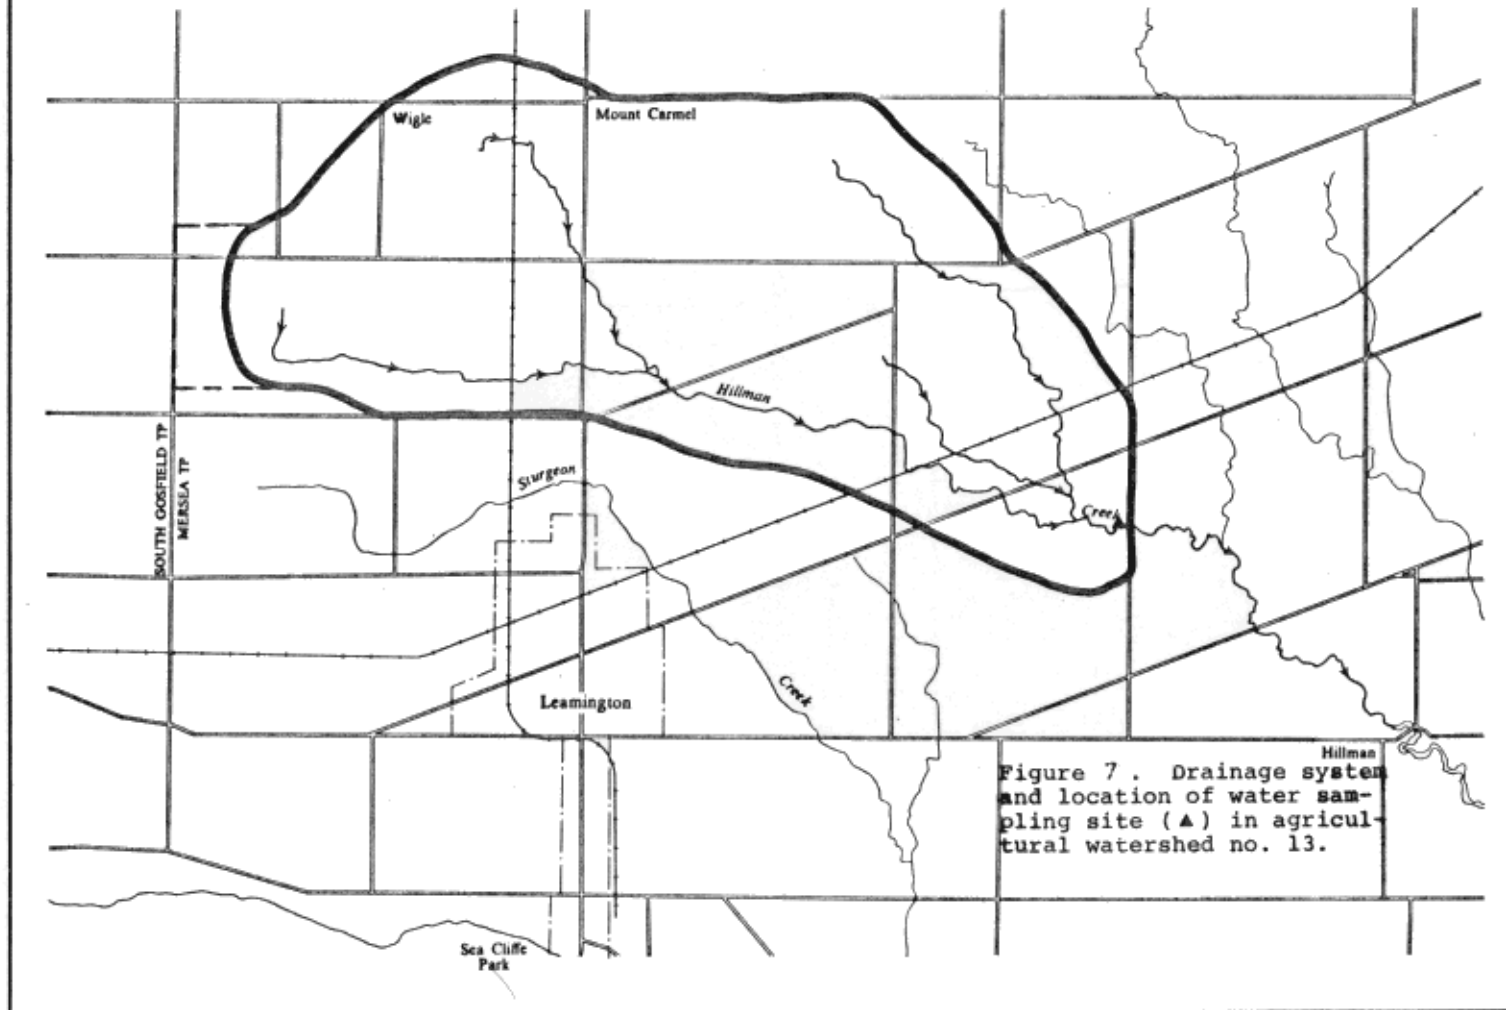 Wigle
Mount Carmel
Hillman
SOUTH GOSFIELD TP
MERSEA TP
Sturgeon
Creek
Creek
Leamington
Hillman
Figure 7 . Drainage system
and location of water sam-
pling site (▲) in agricul-
tural watershed no. 13.
Sea Cliffe
Park